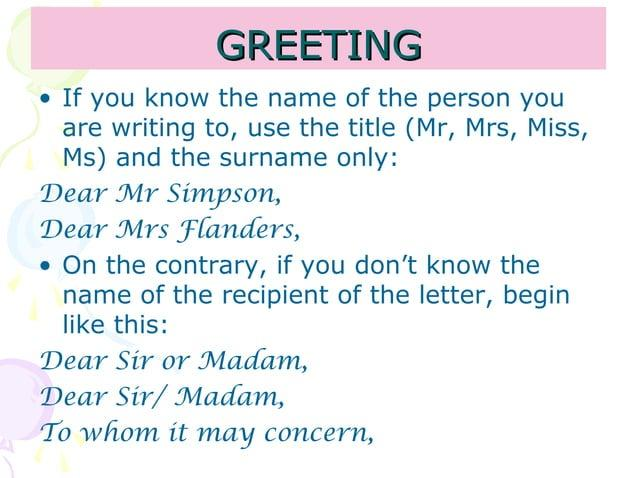 GREETING
• If you know the name of the person you
are writing to, use the title (Mr, Mrs, Miss,
Ms) and the surname only:
Dear Mr Simpson,
Dear Mrs Flanders,
• On the contrary, if you don’t know the
name of the recipient of the letter, begin
like this:
Dear Sir or Madam,
Dear Sir/ Madam,
To whom it may concern,